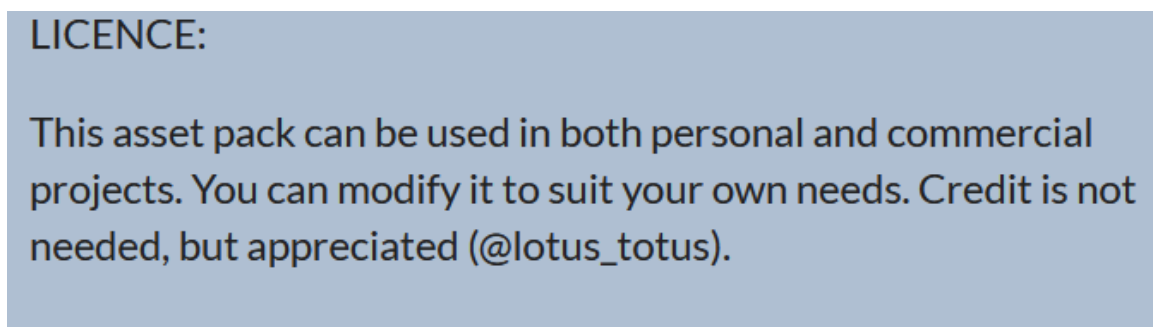 LICENCE:
This asset pack can be used in both personal and commercial
projects. You can modify it to suit your own needs. Credit is not
needed, but appreciated (@lotus_totus).